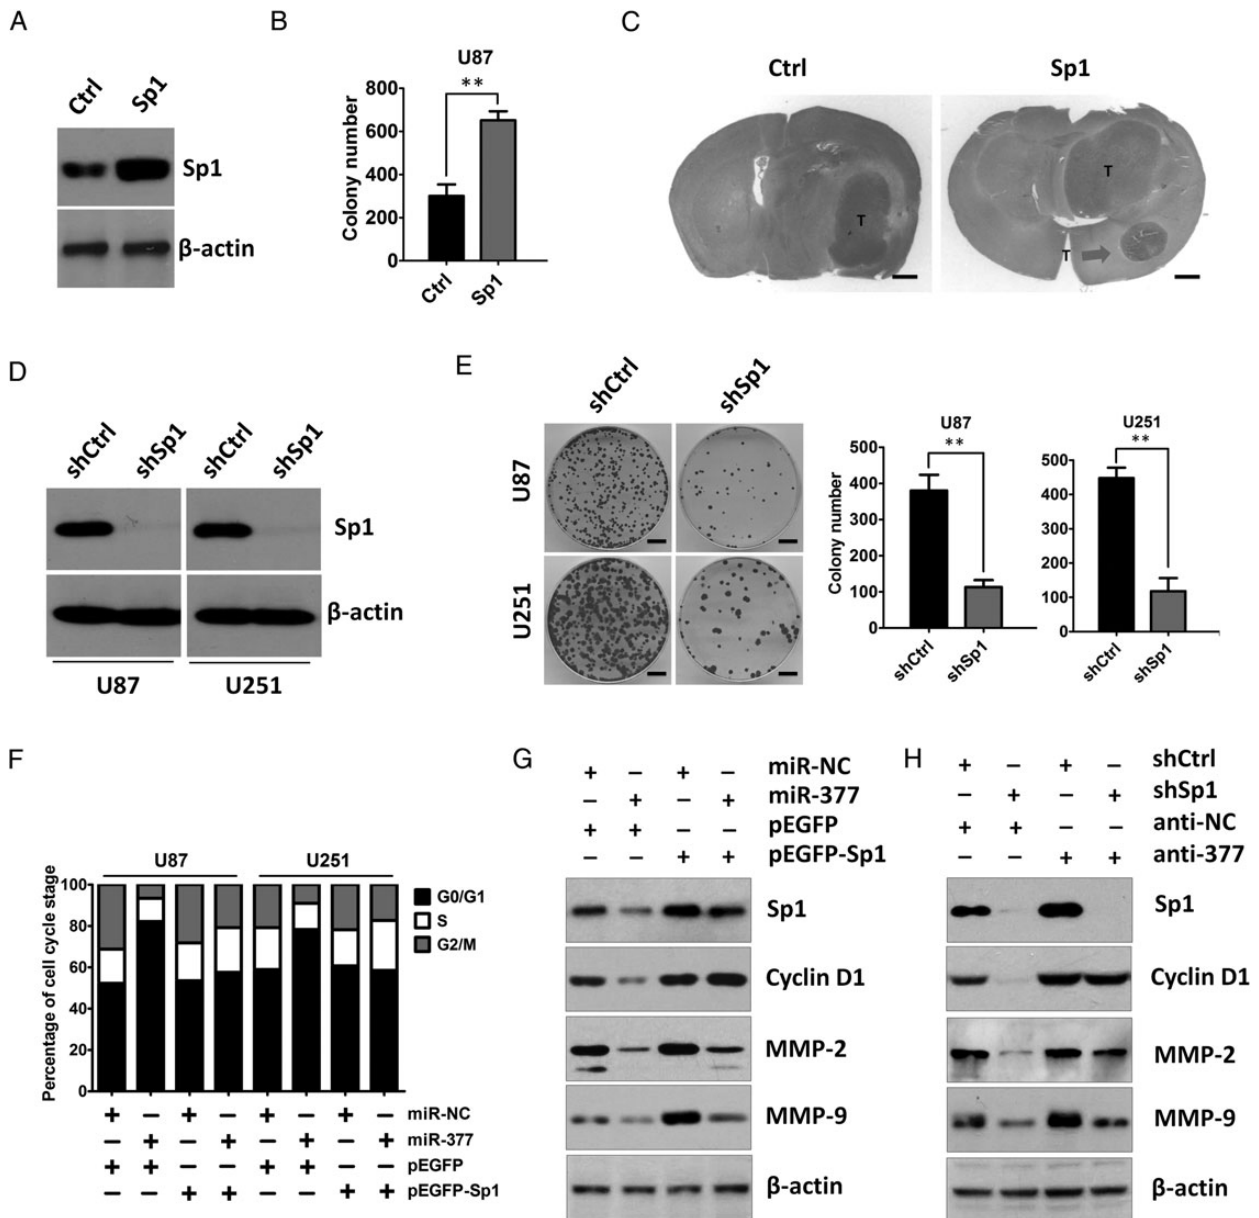 A
Ctrl
Sp1
Sp1
β-actin
B
U87
**
Colony number
800
600
400
200
0
Ctrl
Sp1
C
Ctrl
Sp1
T
T
T
D
shCtrl
shSp1
shCtrl
shSp1
Sp1
β-actin
U87
U251
E
shCtrl
shSp1
U87
U251
U87
**
Colony number
500
400
300
200
100
0
shCtrl
shSp1
U251
**
500
400
300
200
100
0
shCtrl
shSp1
F
U87
U251
Percentage of cell cycle stage
100
80
60
40
20
0
G0/G1
S
G2/M
+ − + − + − + − miR-NC
− + − + − + − + miR-377
+ + − − + + − − pEGFP
− − + + − − + + pEGFP-Sp1
G
+ − + − miR-NC
− + − + miR-377
+ + − − pEGFP
− − + + pEGFP-Sp1
Sp1
Cyclin D1
MMP-2
MMP-9
β-actin
H
+ − + − shCtrl
− + − + shSp1
+ + − − anti-NC
− − + + anti-377
Sp1
Cyclin D1
MMP-2
MMP-9
β-actin